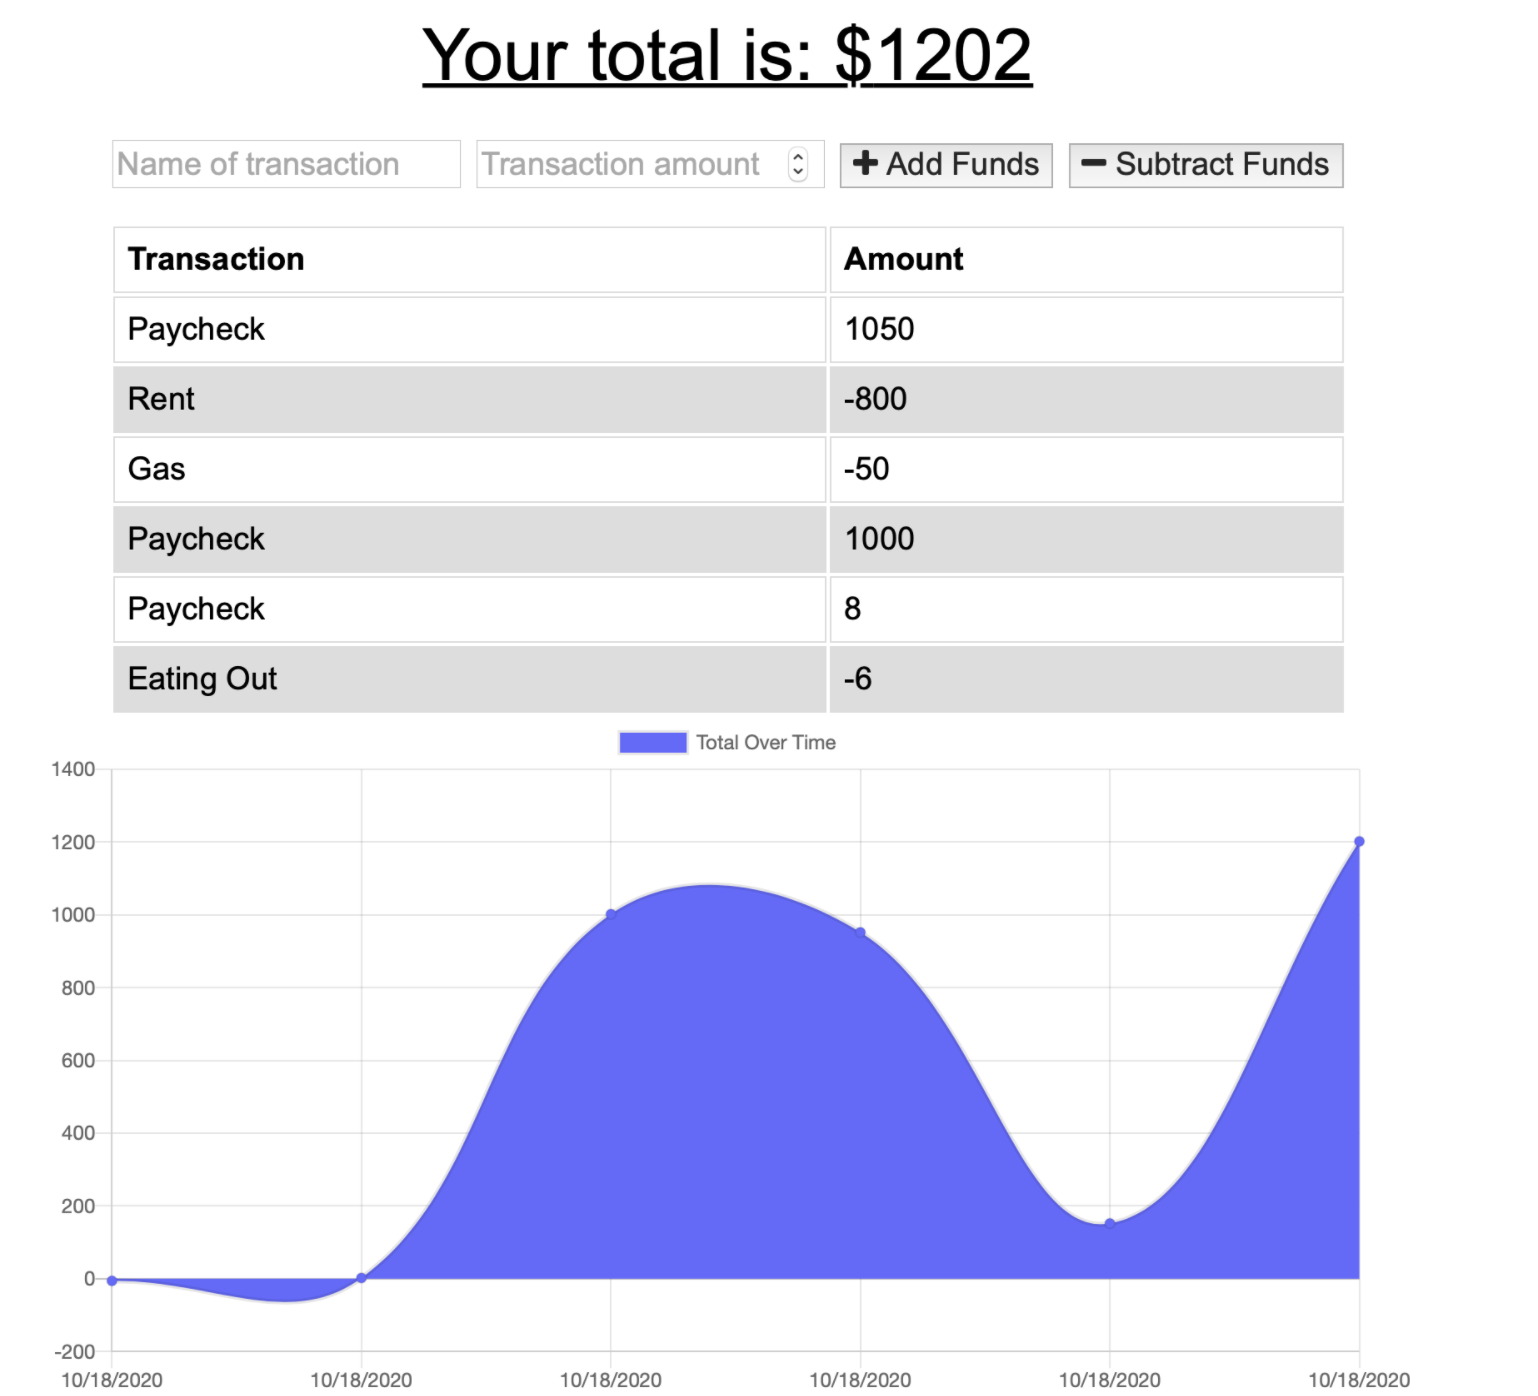 Your total is: $1202
Name of transaction Transaction amount Add Funds Subtract Funds
Transaction Amount
Paycheck 1050
Rent -800
Gas -50
Paycheck 1000
Paycheck 8
Eating Out -6
Total Over Time
1400
1200
1000
800
600
400
200
0
-200
10/18/2020 10/18/2020 10/18/2020 10/18/2020 10/18/2020 10/18/2020